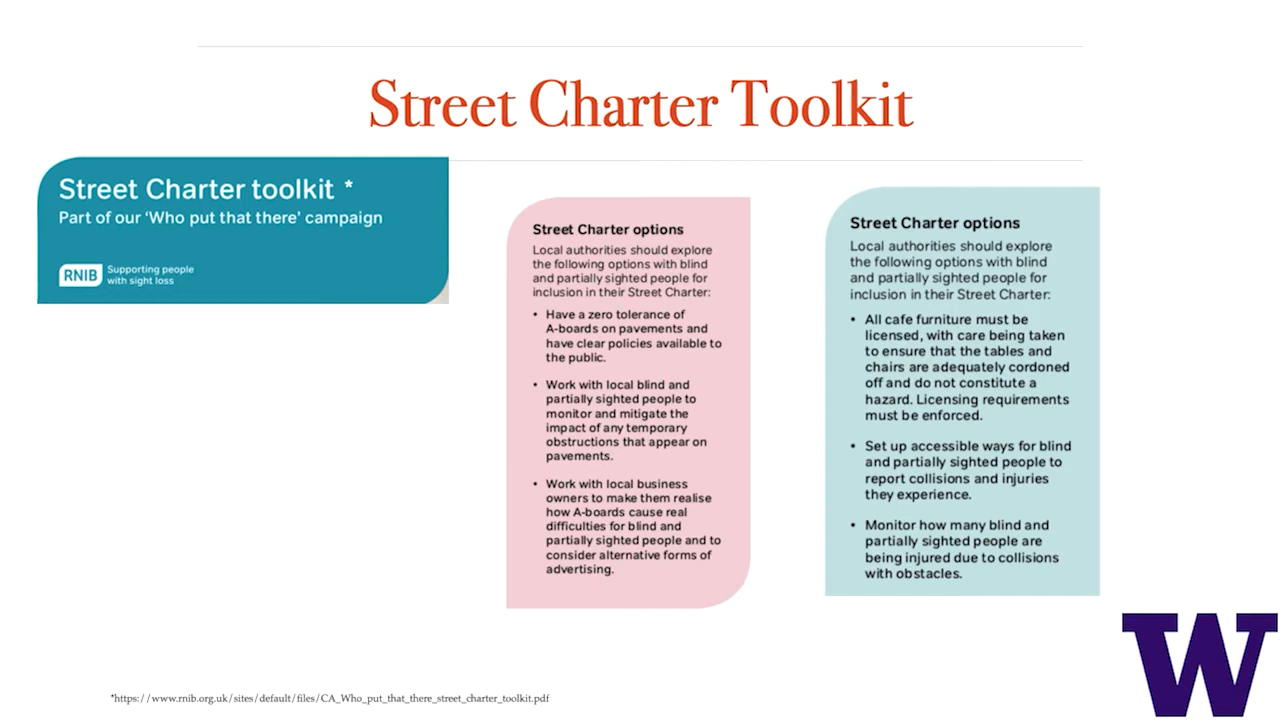 Street Charter Toolkit
Street Charter toolkit *
Part of our ‘Who put that there’ campaign
RNIB
Supporting people
with sight loss
Street Charter options
Local authorities should explore
the following options with blind
and partially sighted people for
inclusion in their Street Charter:
• Have a zero tolerance of
A-boards on pavements and
have clear policies available to
the public.
• Work with local blind and
partially sighted people to
monitor and mitigate the
impact of any temporary
obstructions that appear on
pavements.
• Work with local business
owners to make them realise
how A-boards cause real
difficulties for blind and
partially sighted people and to
consider alternative forms of
advertising.
Street Charter options
Local authorities should explore
the following options with blind
and partially sighted people for
inclusion in their Street Charter:
• All cafe furniture must be
licensed, with care being taken
to ensure that the tables and
chairs are adequately cordoned
off and do not constitute a
hazard. Licensing requirements
must be enforced.
• Set up accessible ways for blind
and partially sighted people to
report collisions and injuries
they experience.
• Monitor how many blind and
partially sighted people are
being injured due to collisions
with obstacles.
W
*https://www.rnib.org.uk/sites/default/files/CA_Who_put_that_there_street_charter_toolkit.pdf